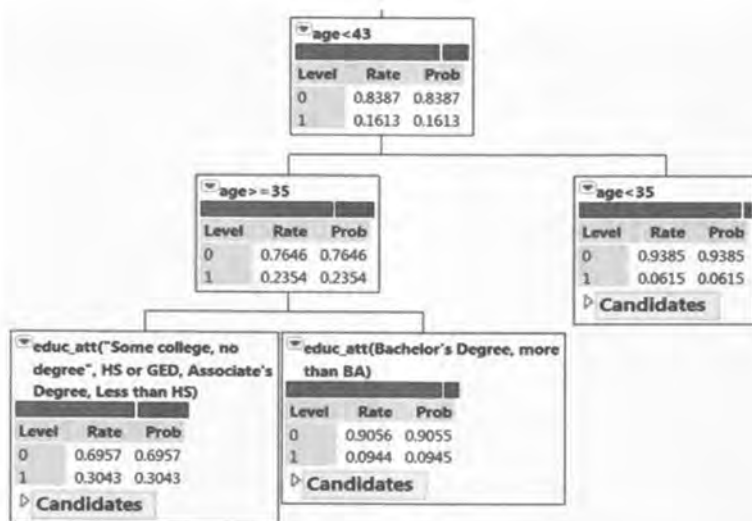 age<43
Level Rate Prob
0 0.8387 0.8387
1 0.1613 0.1613
age>=35
Level Rate Prob
0 0.7646 0.7646
1 0.2354 0.2354
age<35
Level Rate Prob
0 0.9385 0.9385
1 0.0615 0.0615
Candidates
educ_att("Some college, no
degree", HS or GED, Associate's
Degree, Less than HS)
Level Rate Prob
0 0.6957 0.6957
1 0.3043 0.3043
Candidates
educ_att(Bachelor's Degree, more
than BA)
Level Rate Prob
0 0.9056 0.9055
1 0.0944 0.0945
Candidates